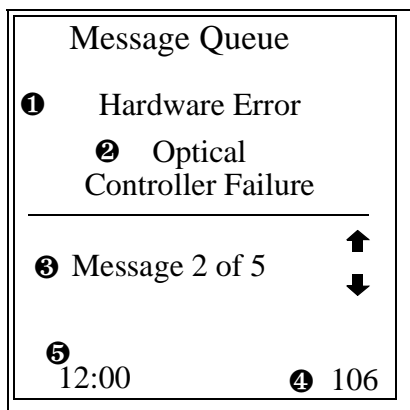 Message Queue
❶ Hardware Error
❷ Optical
Controller Failure
❸ Message 2 of 5
❺
12:00 ❹ 106